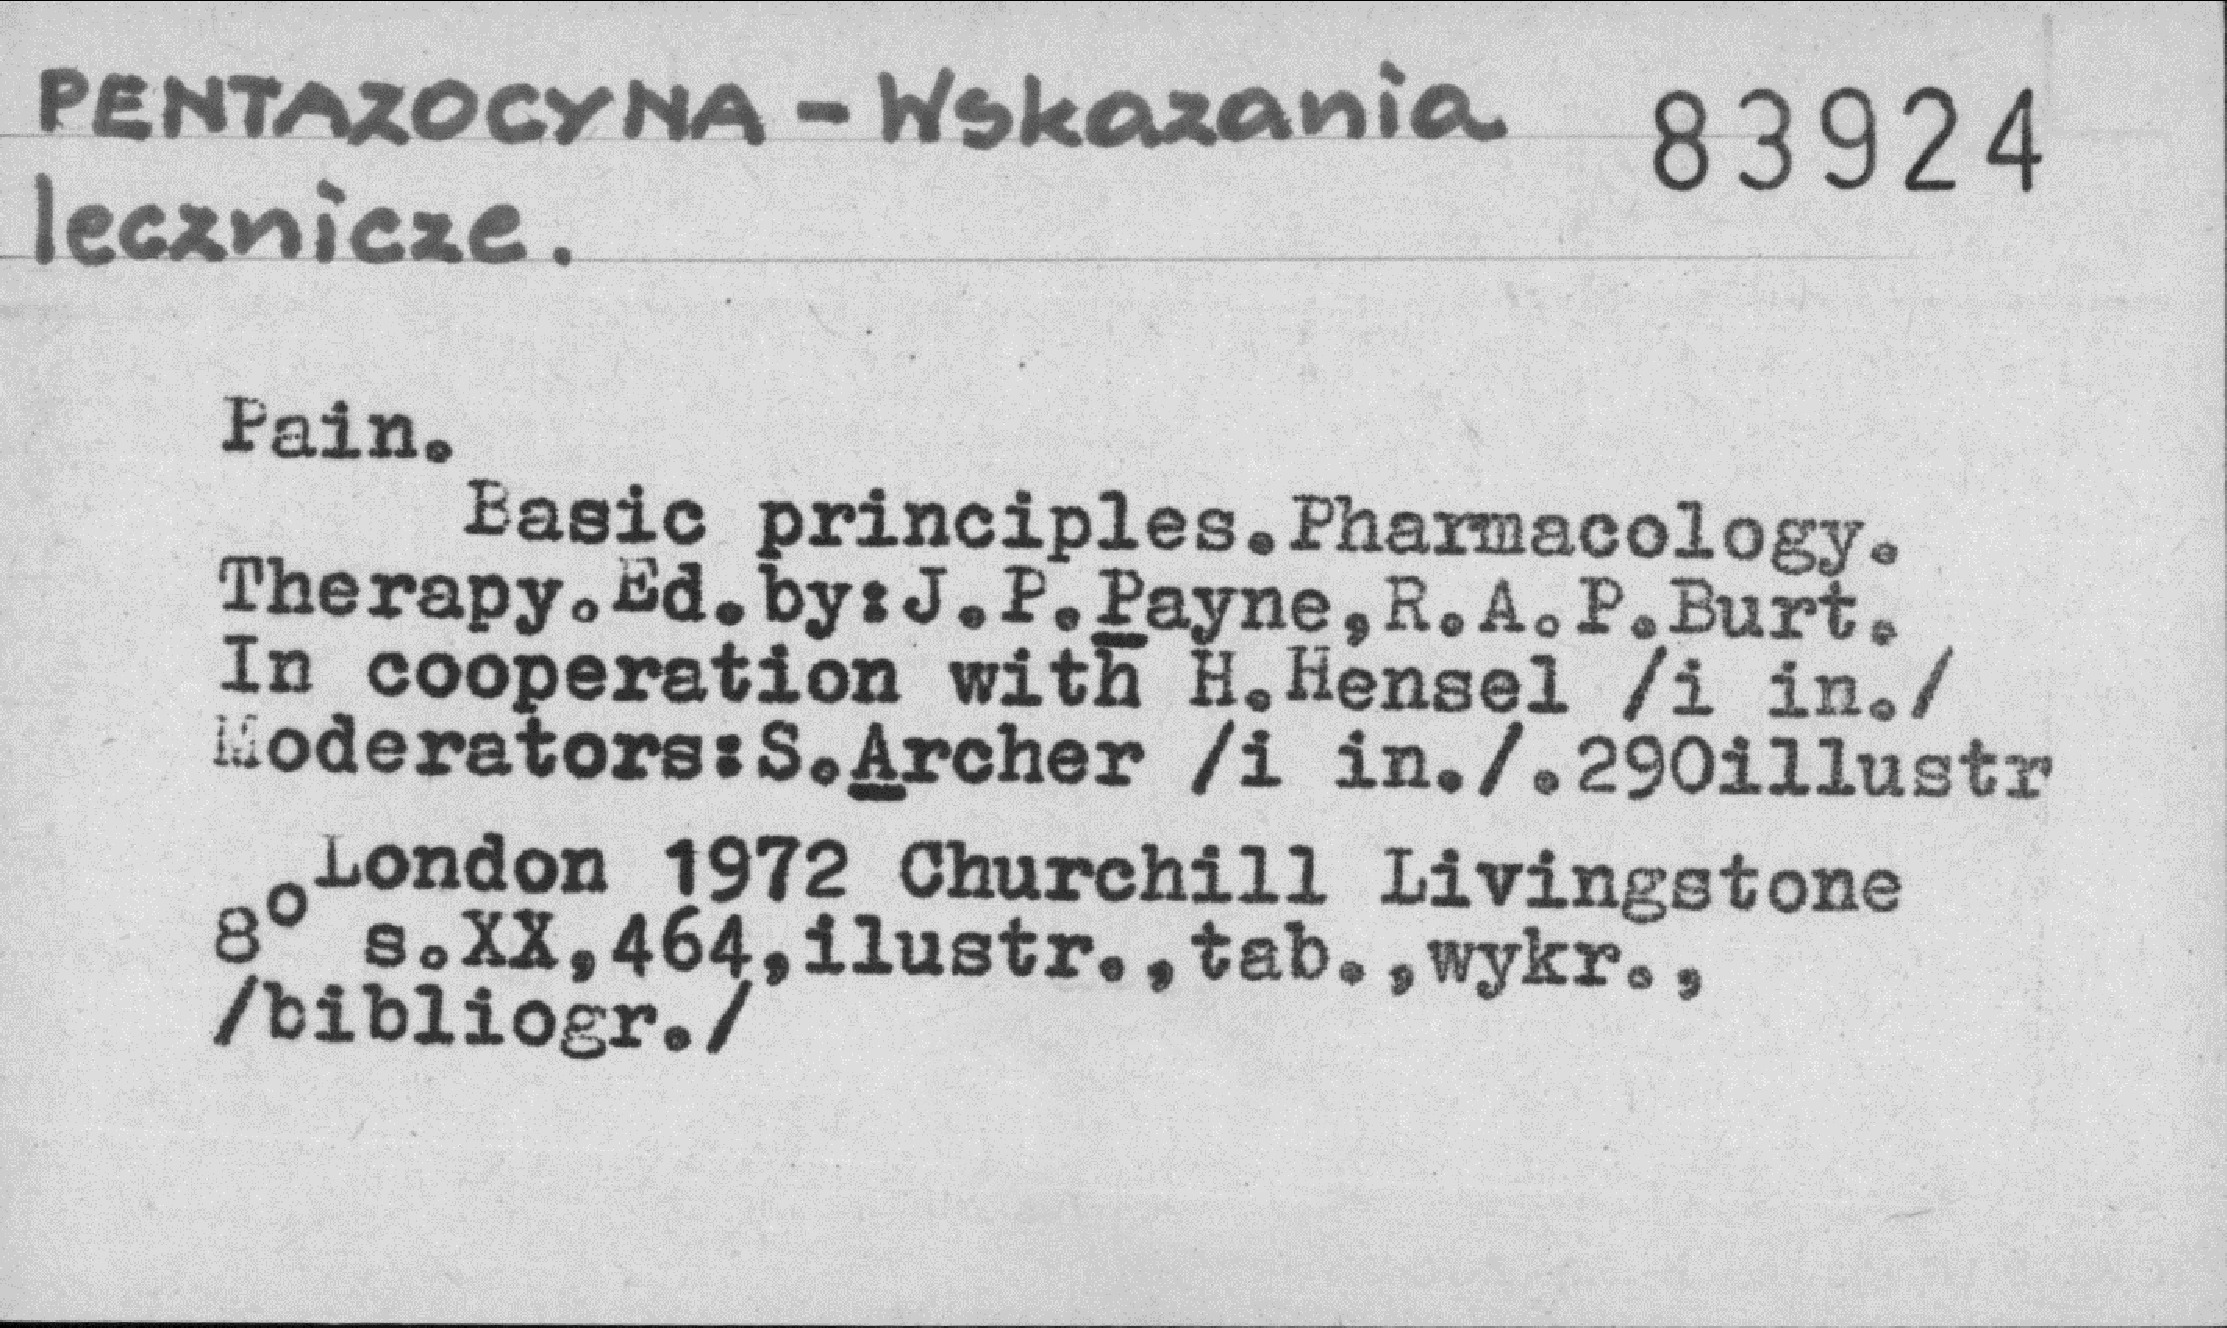 PENTAZOCYNA - Wskazania 83924
lecznicze.
Pain.
Basic principles.Pharmacology.
Therapy.Ed.by:J.P.Payne,R.A.P.Burt.
In cooperation with H.Hensel /i in./
Moderators:S.Archer /i in./.290illustr
London 1972 Churchill Livingstone
8o s.XX,464,ilustr.,tab.,wykr.,
/bibliogr./